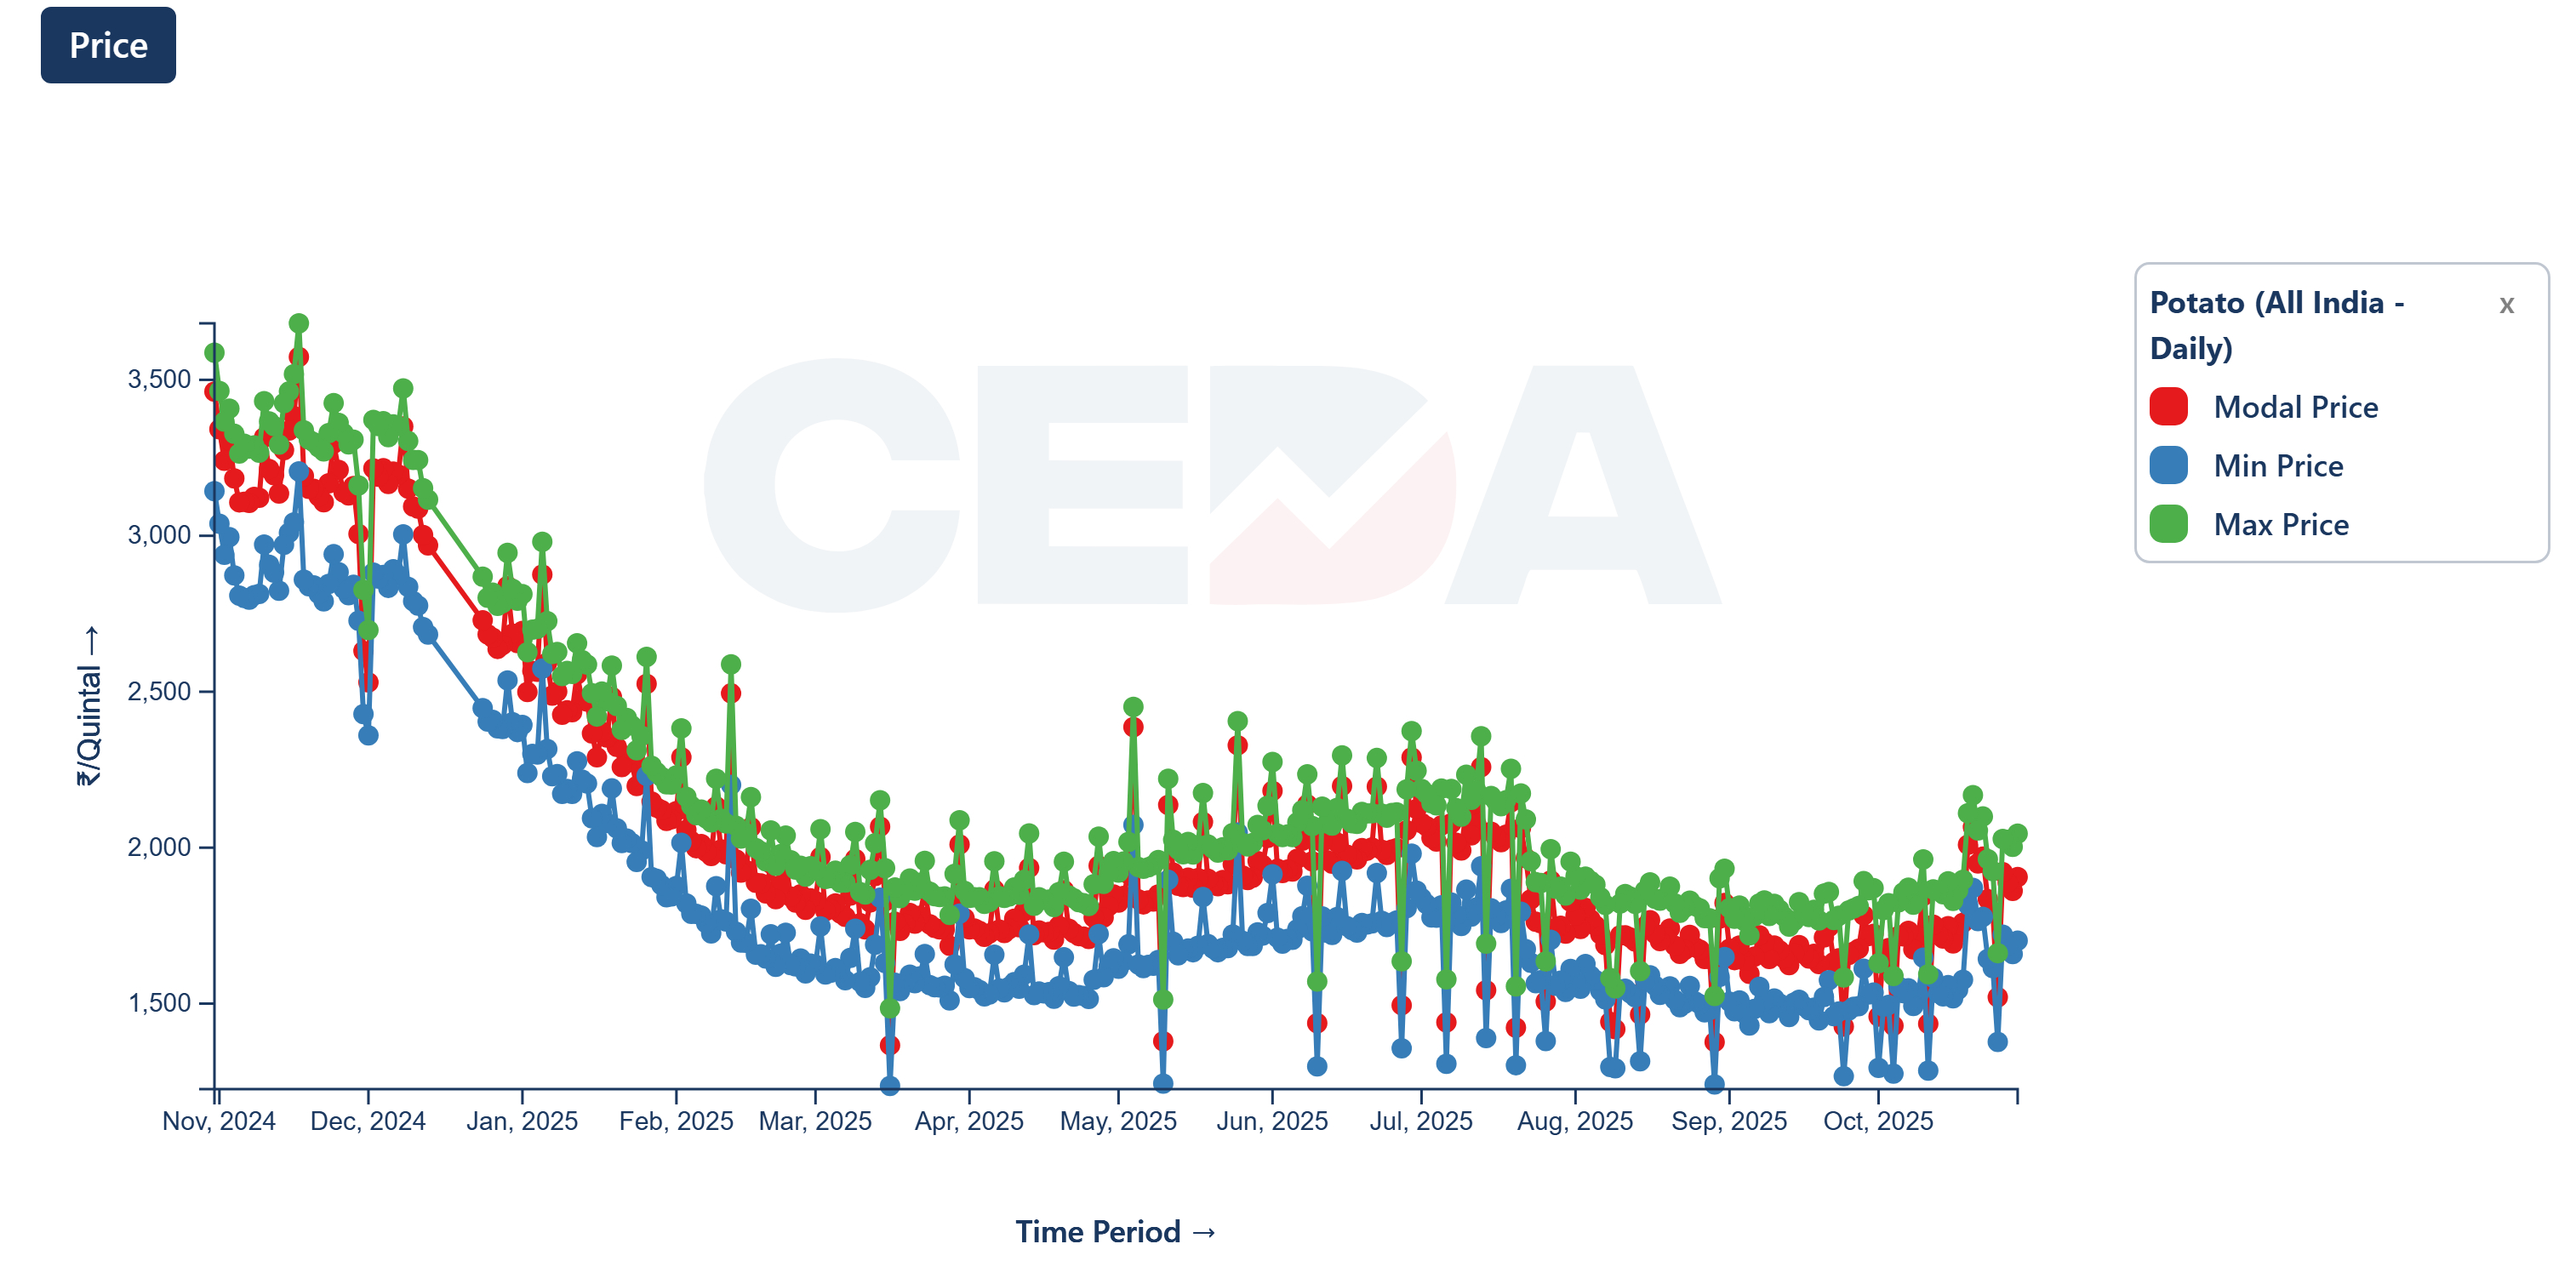 Price
Potato (All India -
Daily)
x
Modal Price
Min Price
Max Price
CEDA
₹/Quintal →
3,500
3,000
2,500
2,000
1,500
Nov, 2024
Dec, 2024
Jan, 2025
Feb, 2025
Mar, 2025
Apr, 2025
May, 2025
Jun, 2025
Jul, 2025
Aug, 2025
Sep, 2025
Oct, 2025
Time Period →